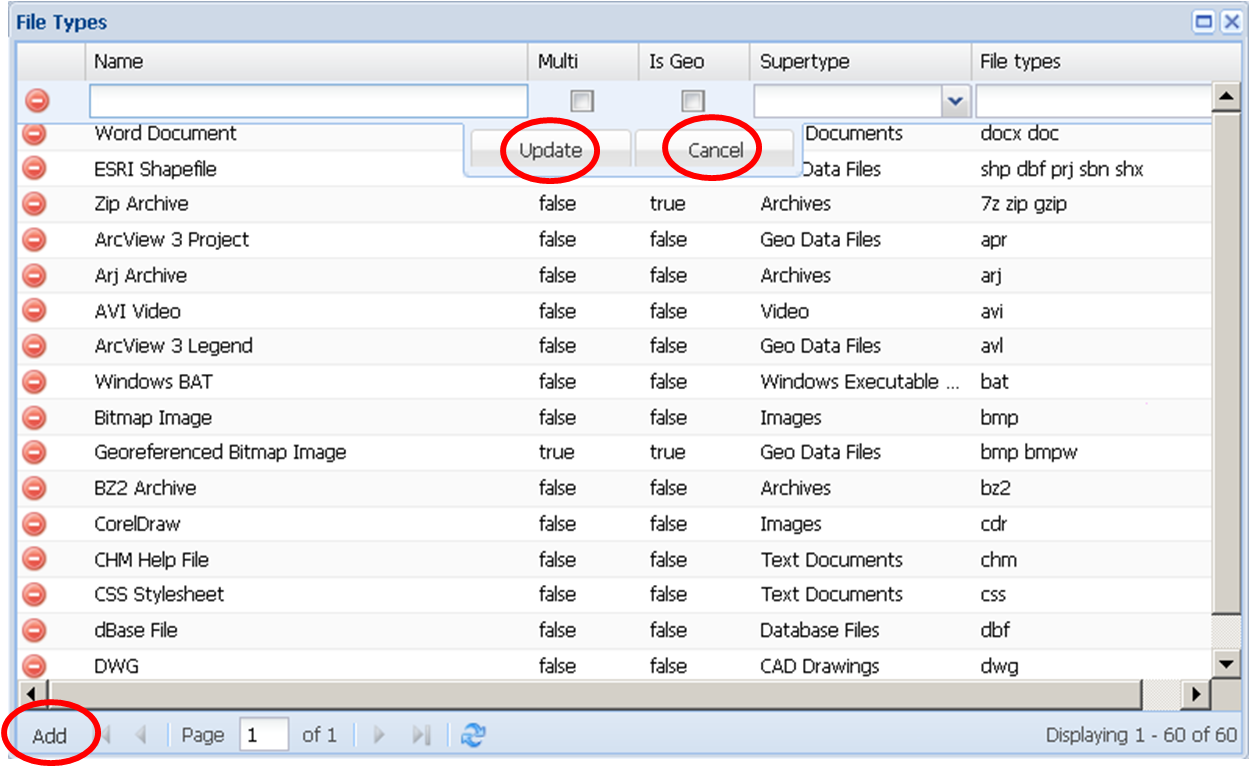 File Types
Name Multi Is Geo Supertype File types
Word Document Documents docx doc
Update Cancel
ESRI Shapefile Data Files shp dbf prj sbn shx
Zip Archive false true Archives 7z zip gzip
ArcView 3 Project false false Geo Data Files apr
Arj Archive false false Archives arj
AVI Video false false Video avi
ArcView 3 Legend false false Geo Data Files avl
Windows BAT false false Windows Executable ... bat
Bitmap Image false false Images bmp
Georeferenced Bitmap Image true true Geo Data Files bmp bmpw
BZ2 Archive false false Archives bz2
CorelDraw false false Images cdr
CHM Help File false false Text Documents chm
CSS Stylesheet false false Text Documents css
dBase File false false Database Files dbf
DWG false false CAD Drawings dwg
Add Page 1 of 1 Displaying 1 - 60 of 60